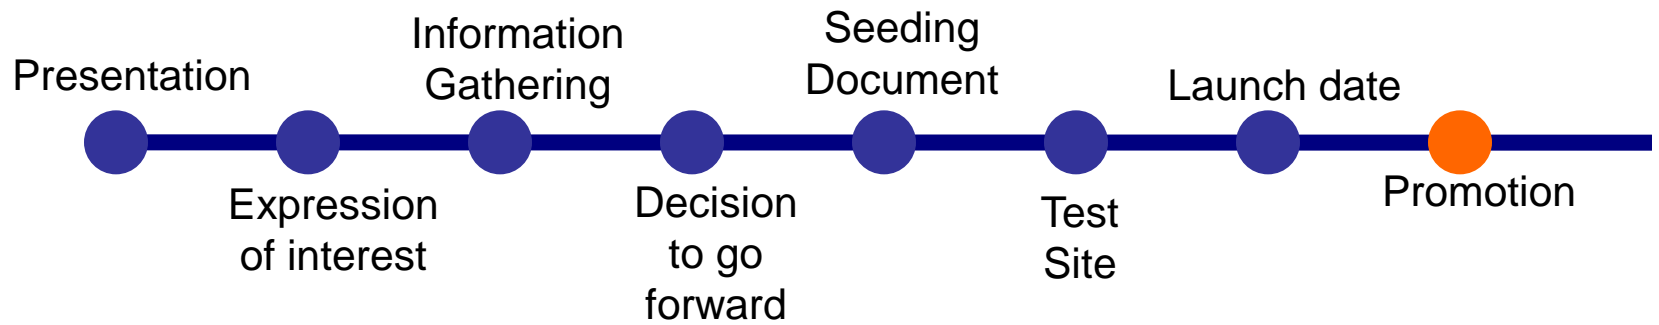 Presentation
Expression
of interest
Information
Gathering
Decision
to go
forward
Seeding
Document
Test
Site
Launch date
Promotion